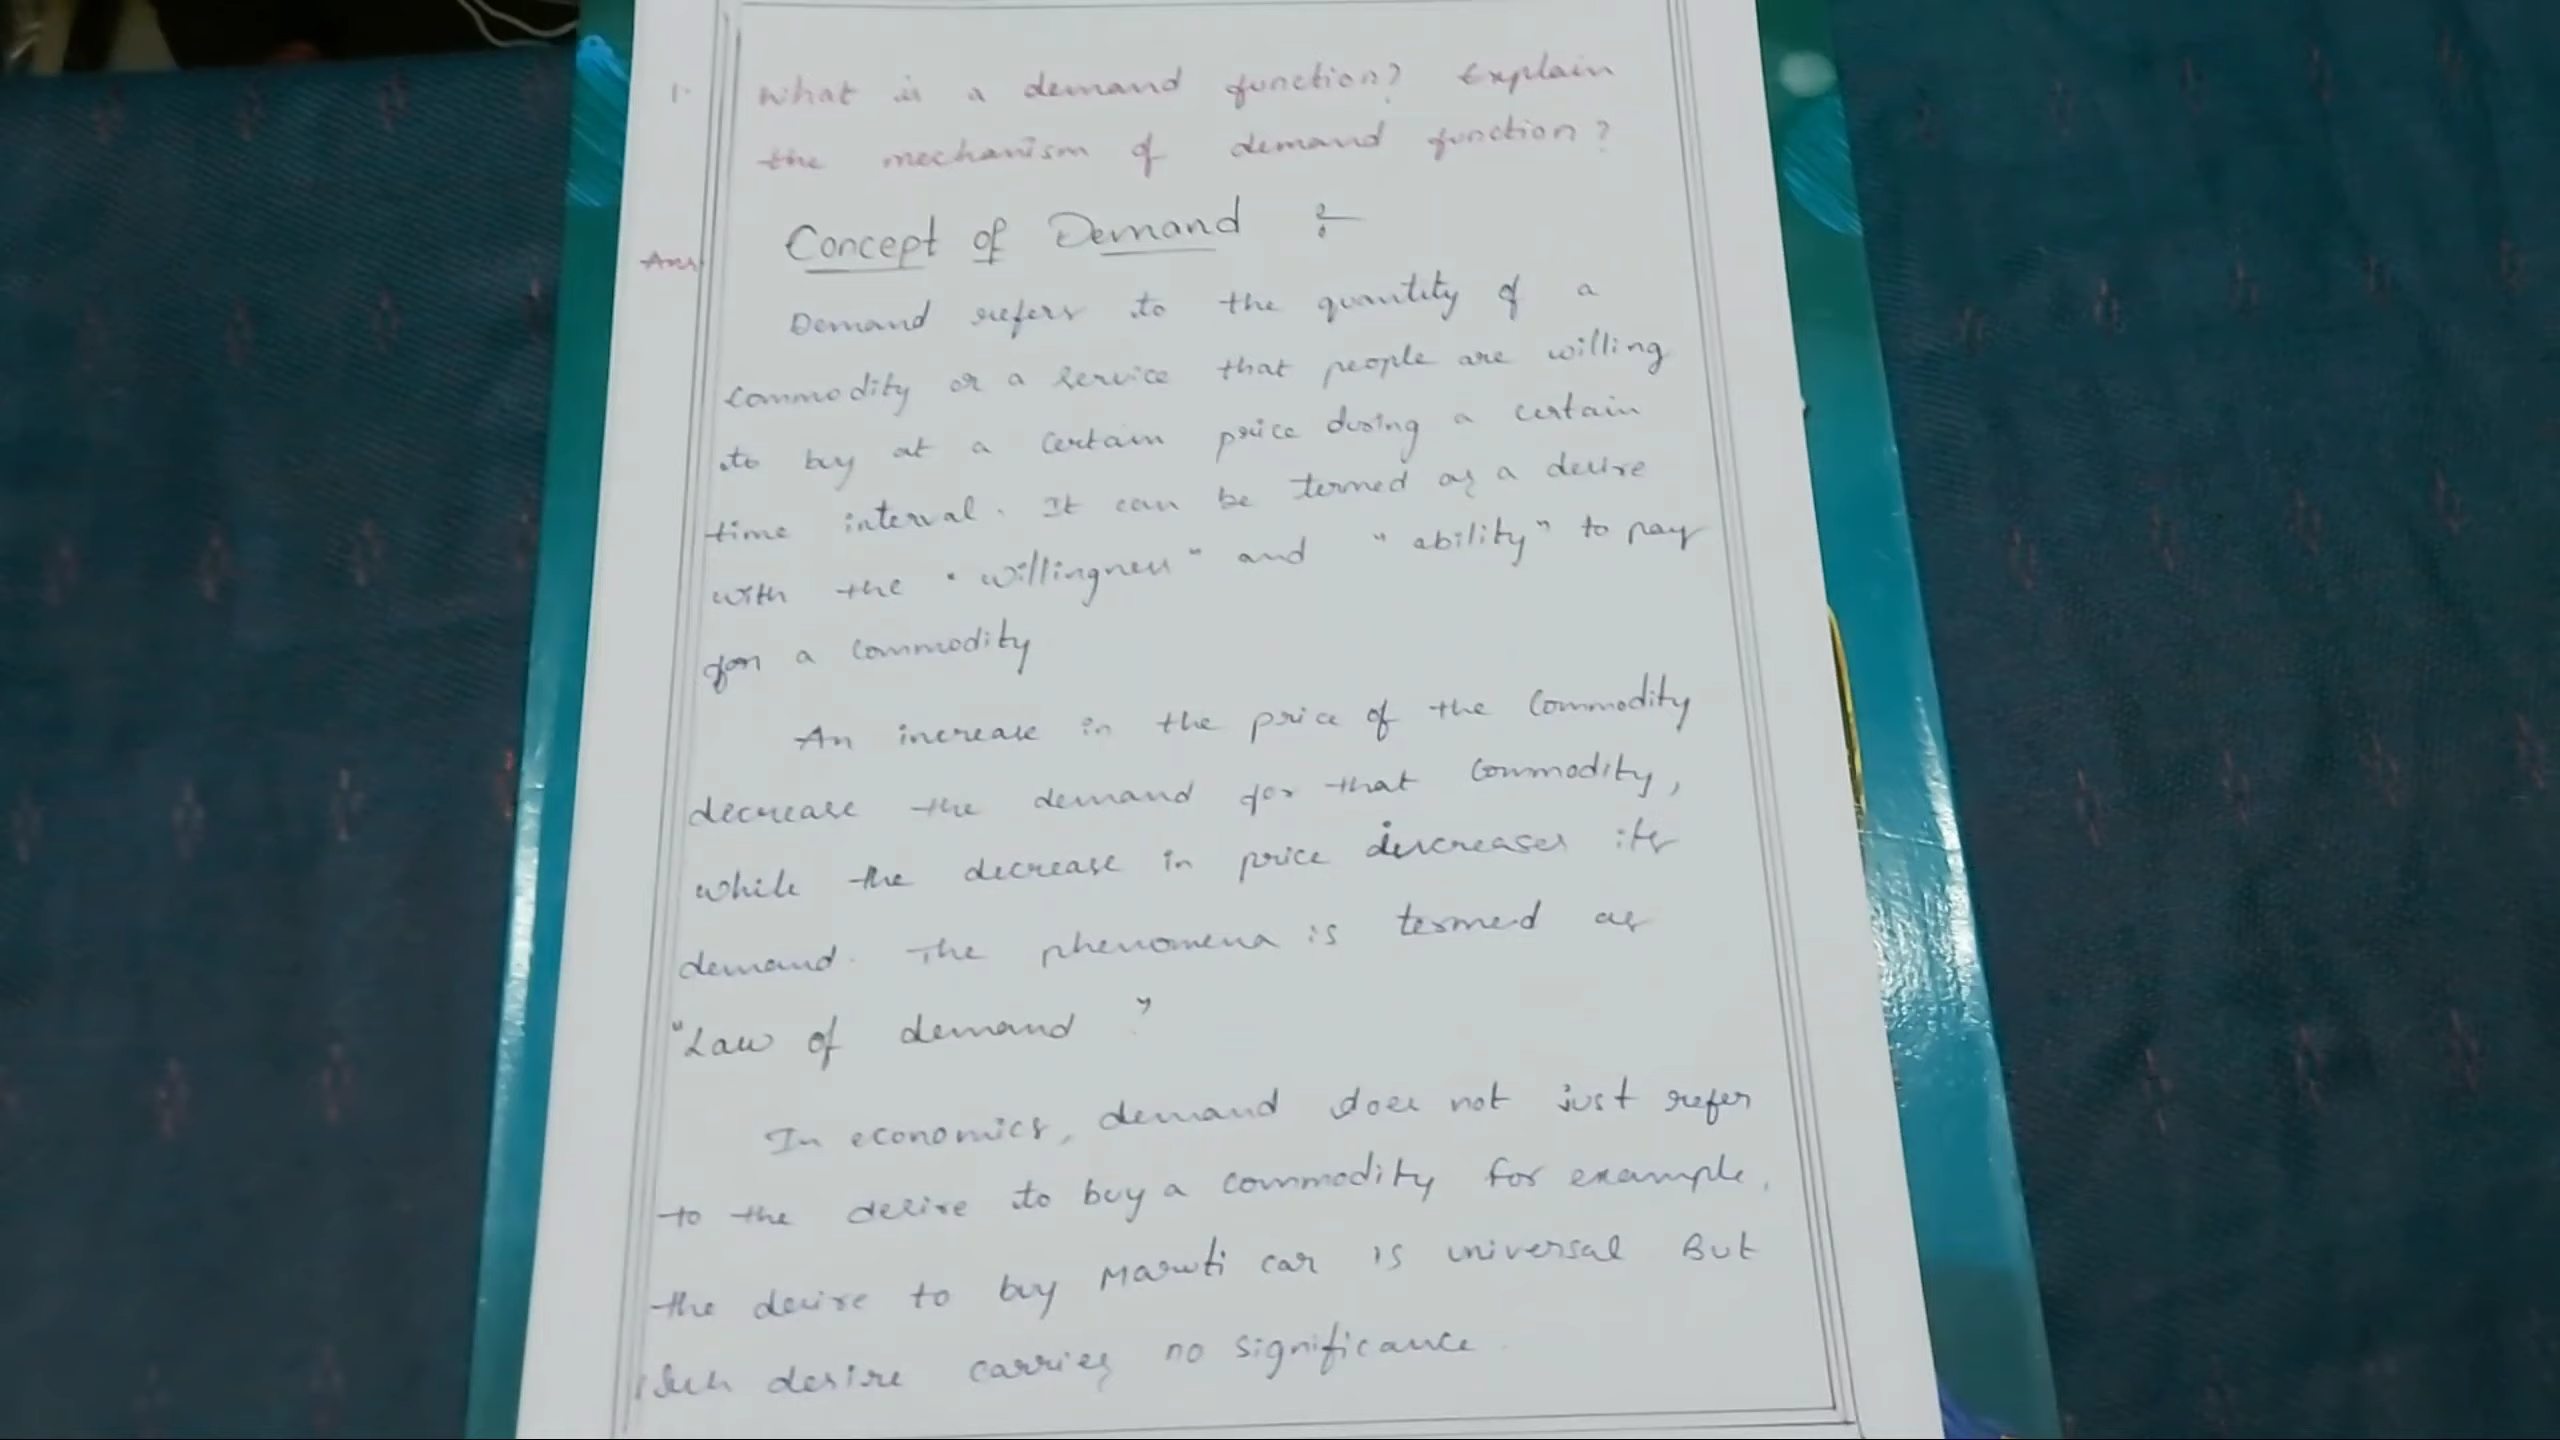 1. What is a demand function? Explain
the mechanism of demand function?
Concept of Demand :-
Ans
Demand refers to the quantity of a
commodity or a service that people are willing
to buy at a certain price during a certain
time interval. It can be termed as a desire
with the "willingness" and "ability" to pay
for a commodity
An increase in the price of the commodity
decrease the demand for that commodity,
while the decrease in price increases its
demand. The phenomena is termed as
"Law of demand"
In economics, demand does not just refer
to the desire to buy a commodity for example,
the desire to buy Maruti car is universal But
such desire carries no significance.